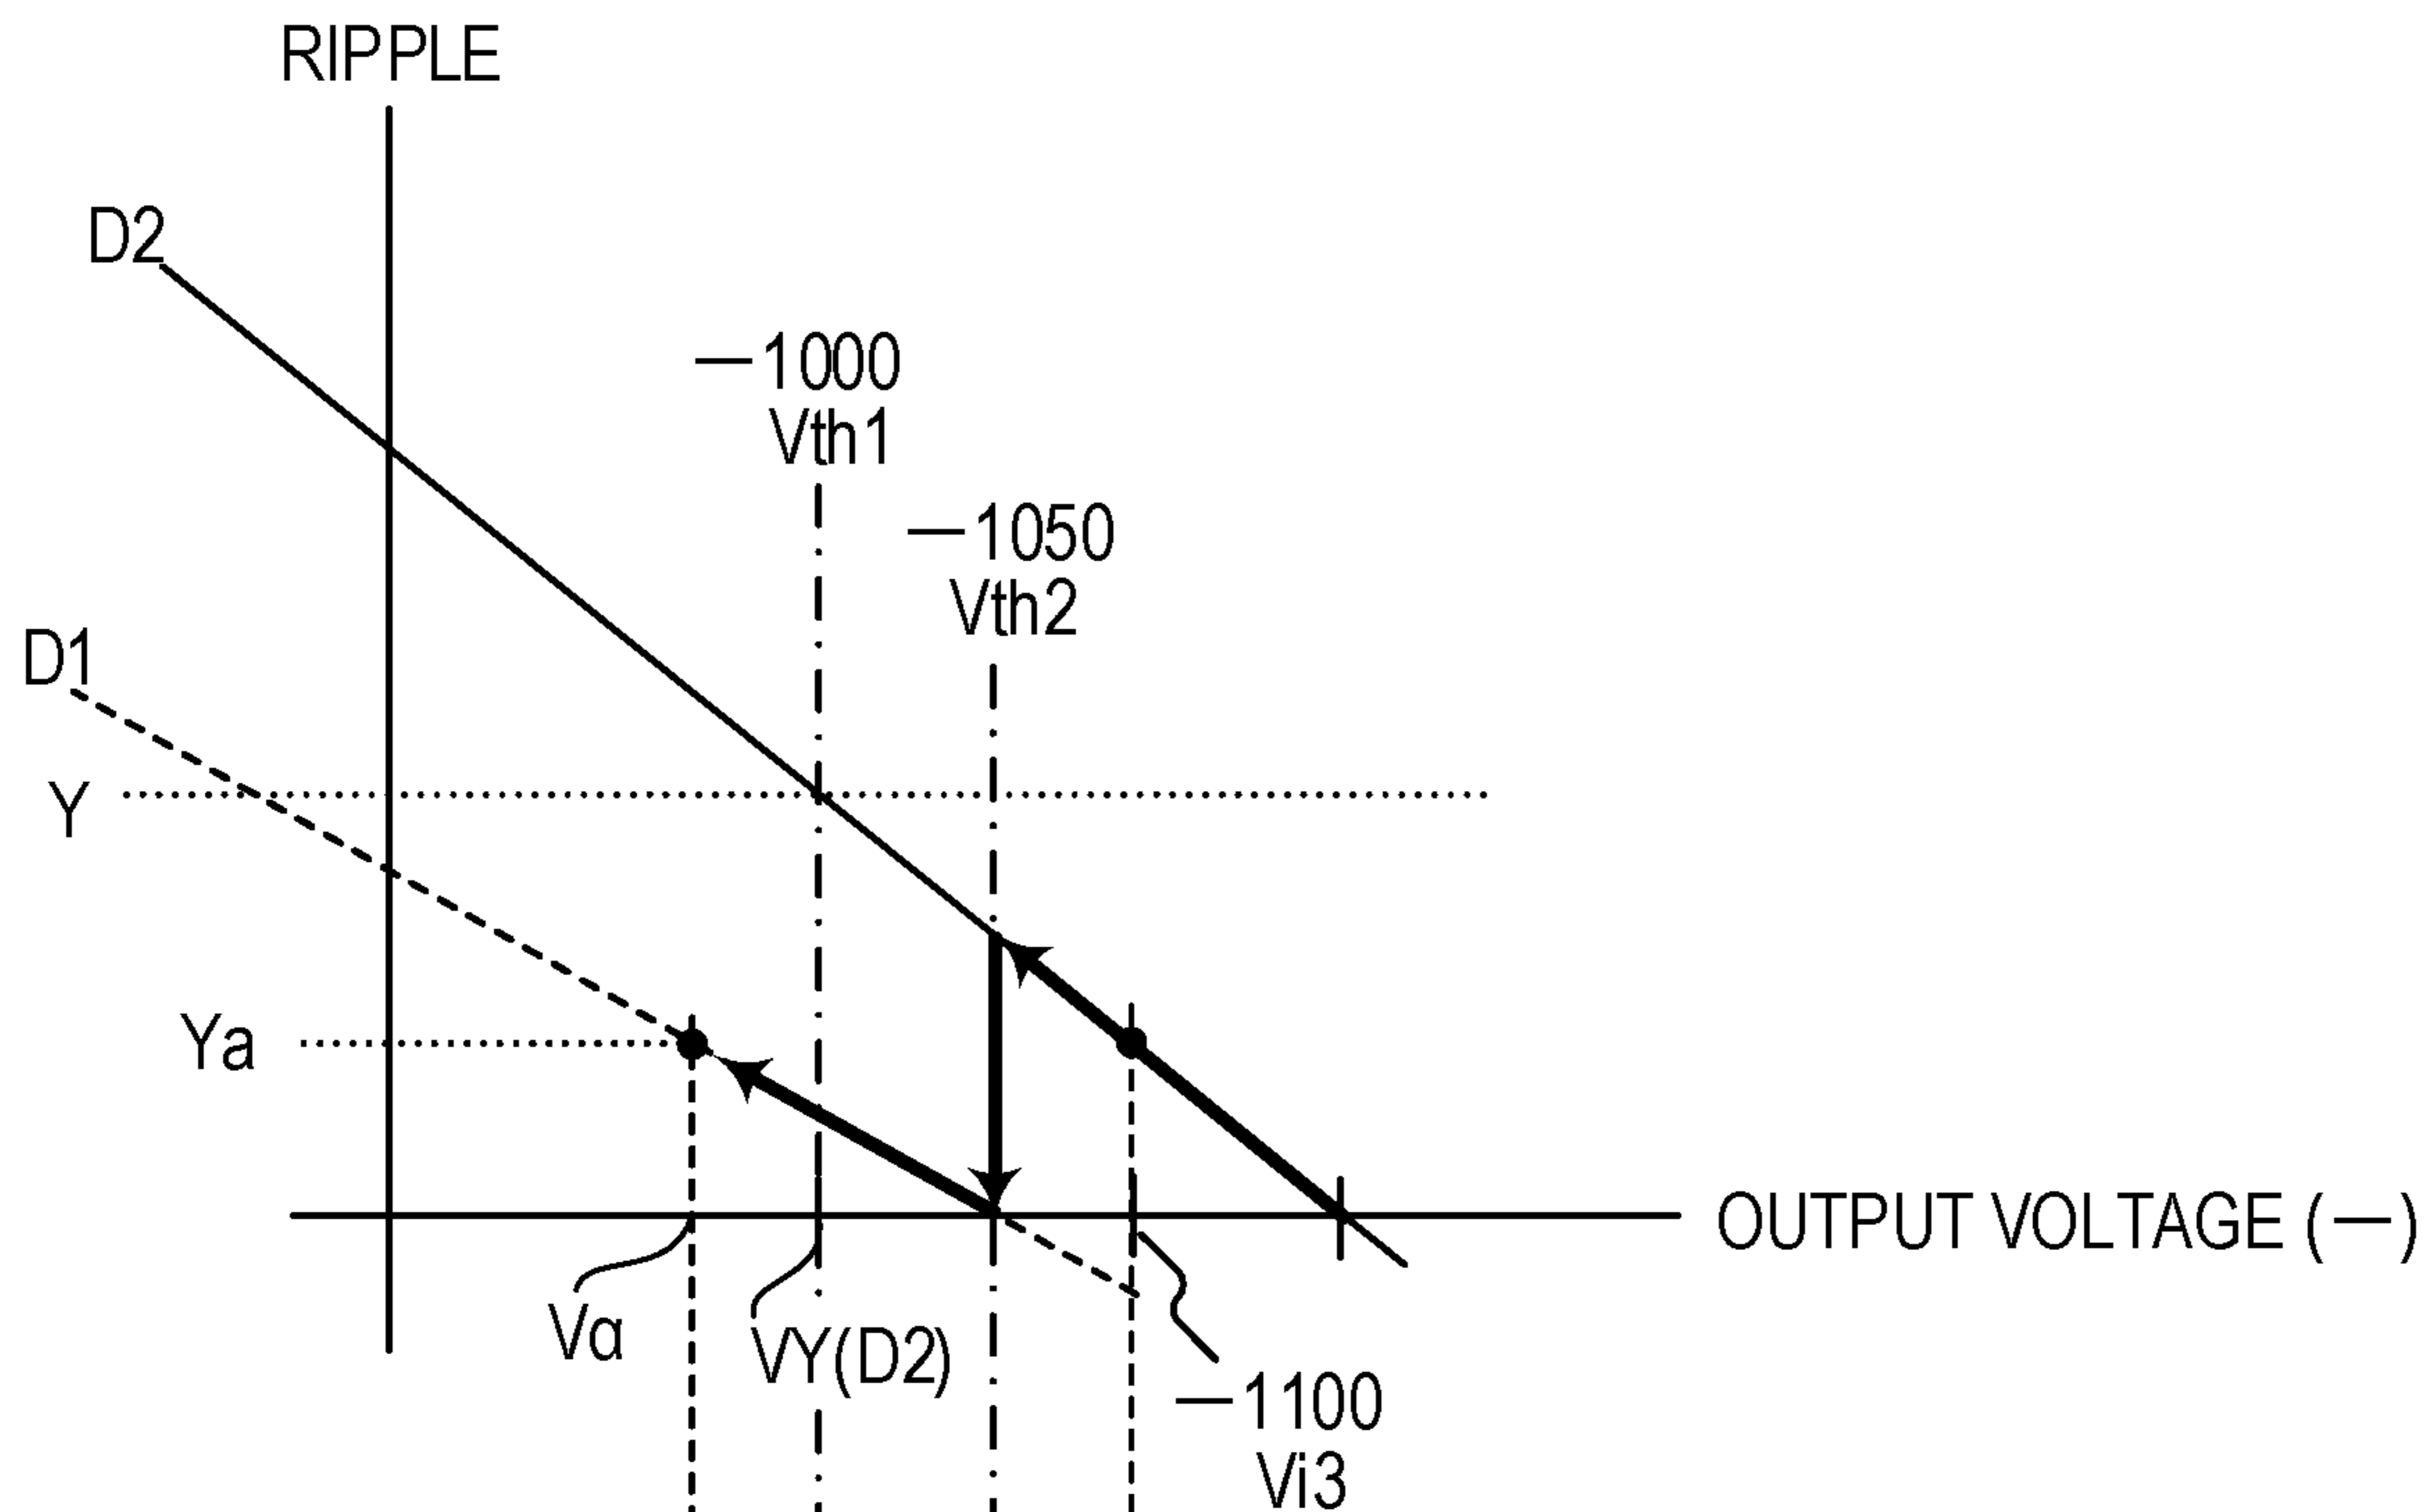 RIPPLE
D2
—1000
Vth1
—1050
Vth2
D1
Y
Ya
OUTPUT VOLTAGE (—)
Vα
VY(D2)
—1100
Vi3